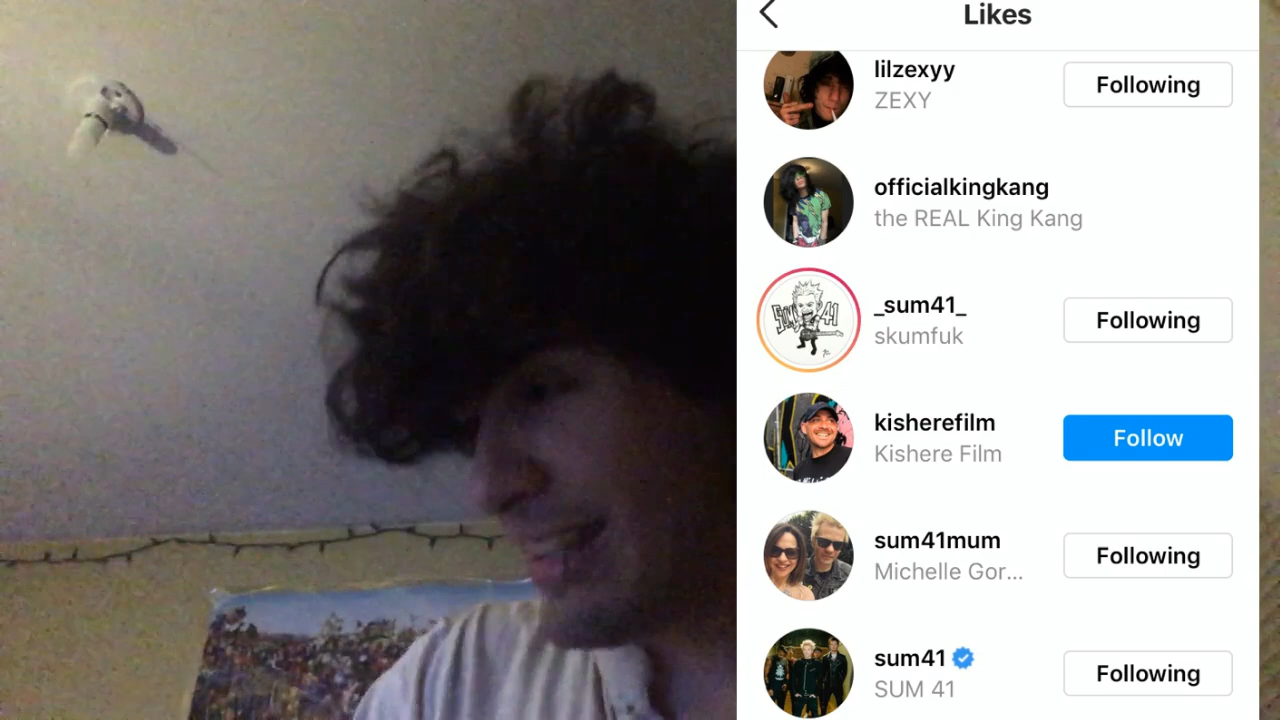 Likes
lilzexyy
ZEXY
Following
officialkingkang
the REAL King Kang
_sum41_
skumfuk
Following
kisherefilm
Kishere Film
Follow
sum41mum
Michelle Gor...
Following
sum41
SUM 41
Following